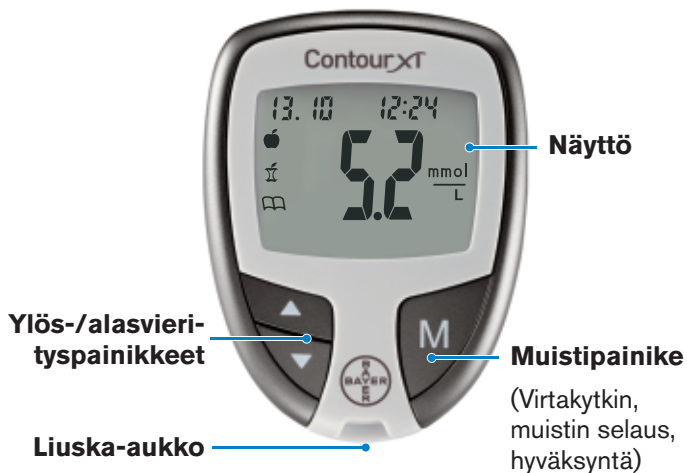 Contour XT
13. 10 12:24
5.2 mmol
L
Näyttö
Ylös-/alasvieri-
tyspainikkeet
M
Muistipainike
(Virtakytkin,
muistin selaus,
hyväksyntä)
BAYER
BAYER
Liuska-aukko